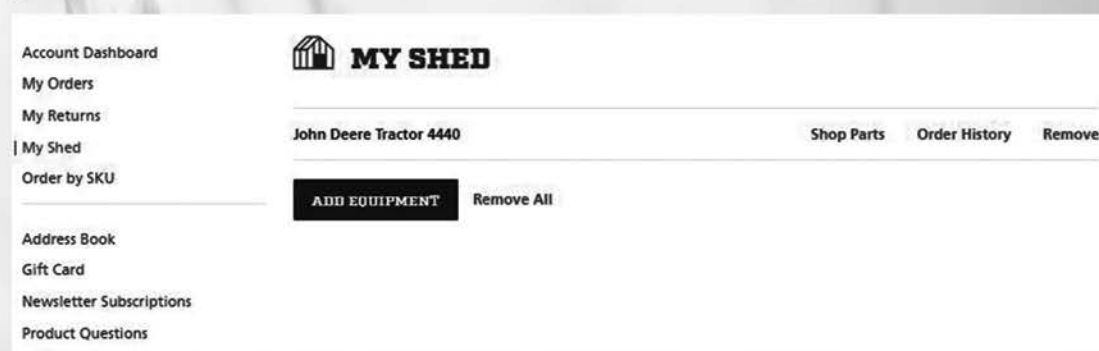 Account Dashboard
My Orders
My Returns
My Shed
Order by SKU
Address Book
Gift Card
Newsletter Subscriptions
Product Questions
MY SHED
John Deere Tractor 4440 Shop Parts Order History Remove
ADD EQUIPMENT Remove All